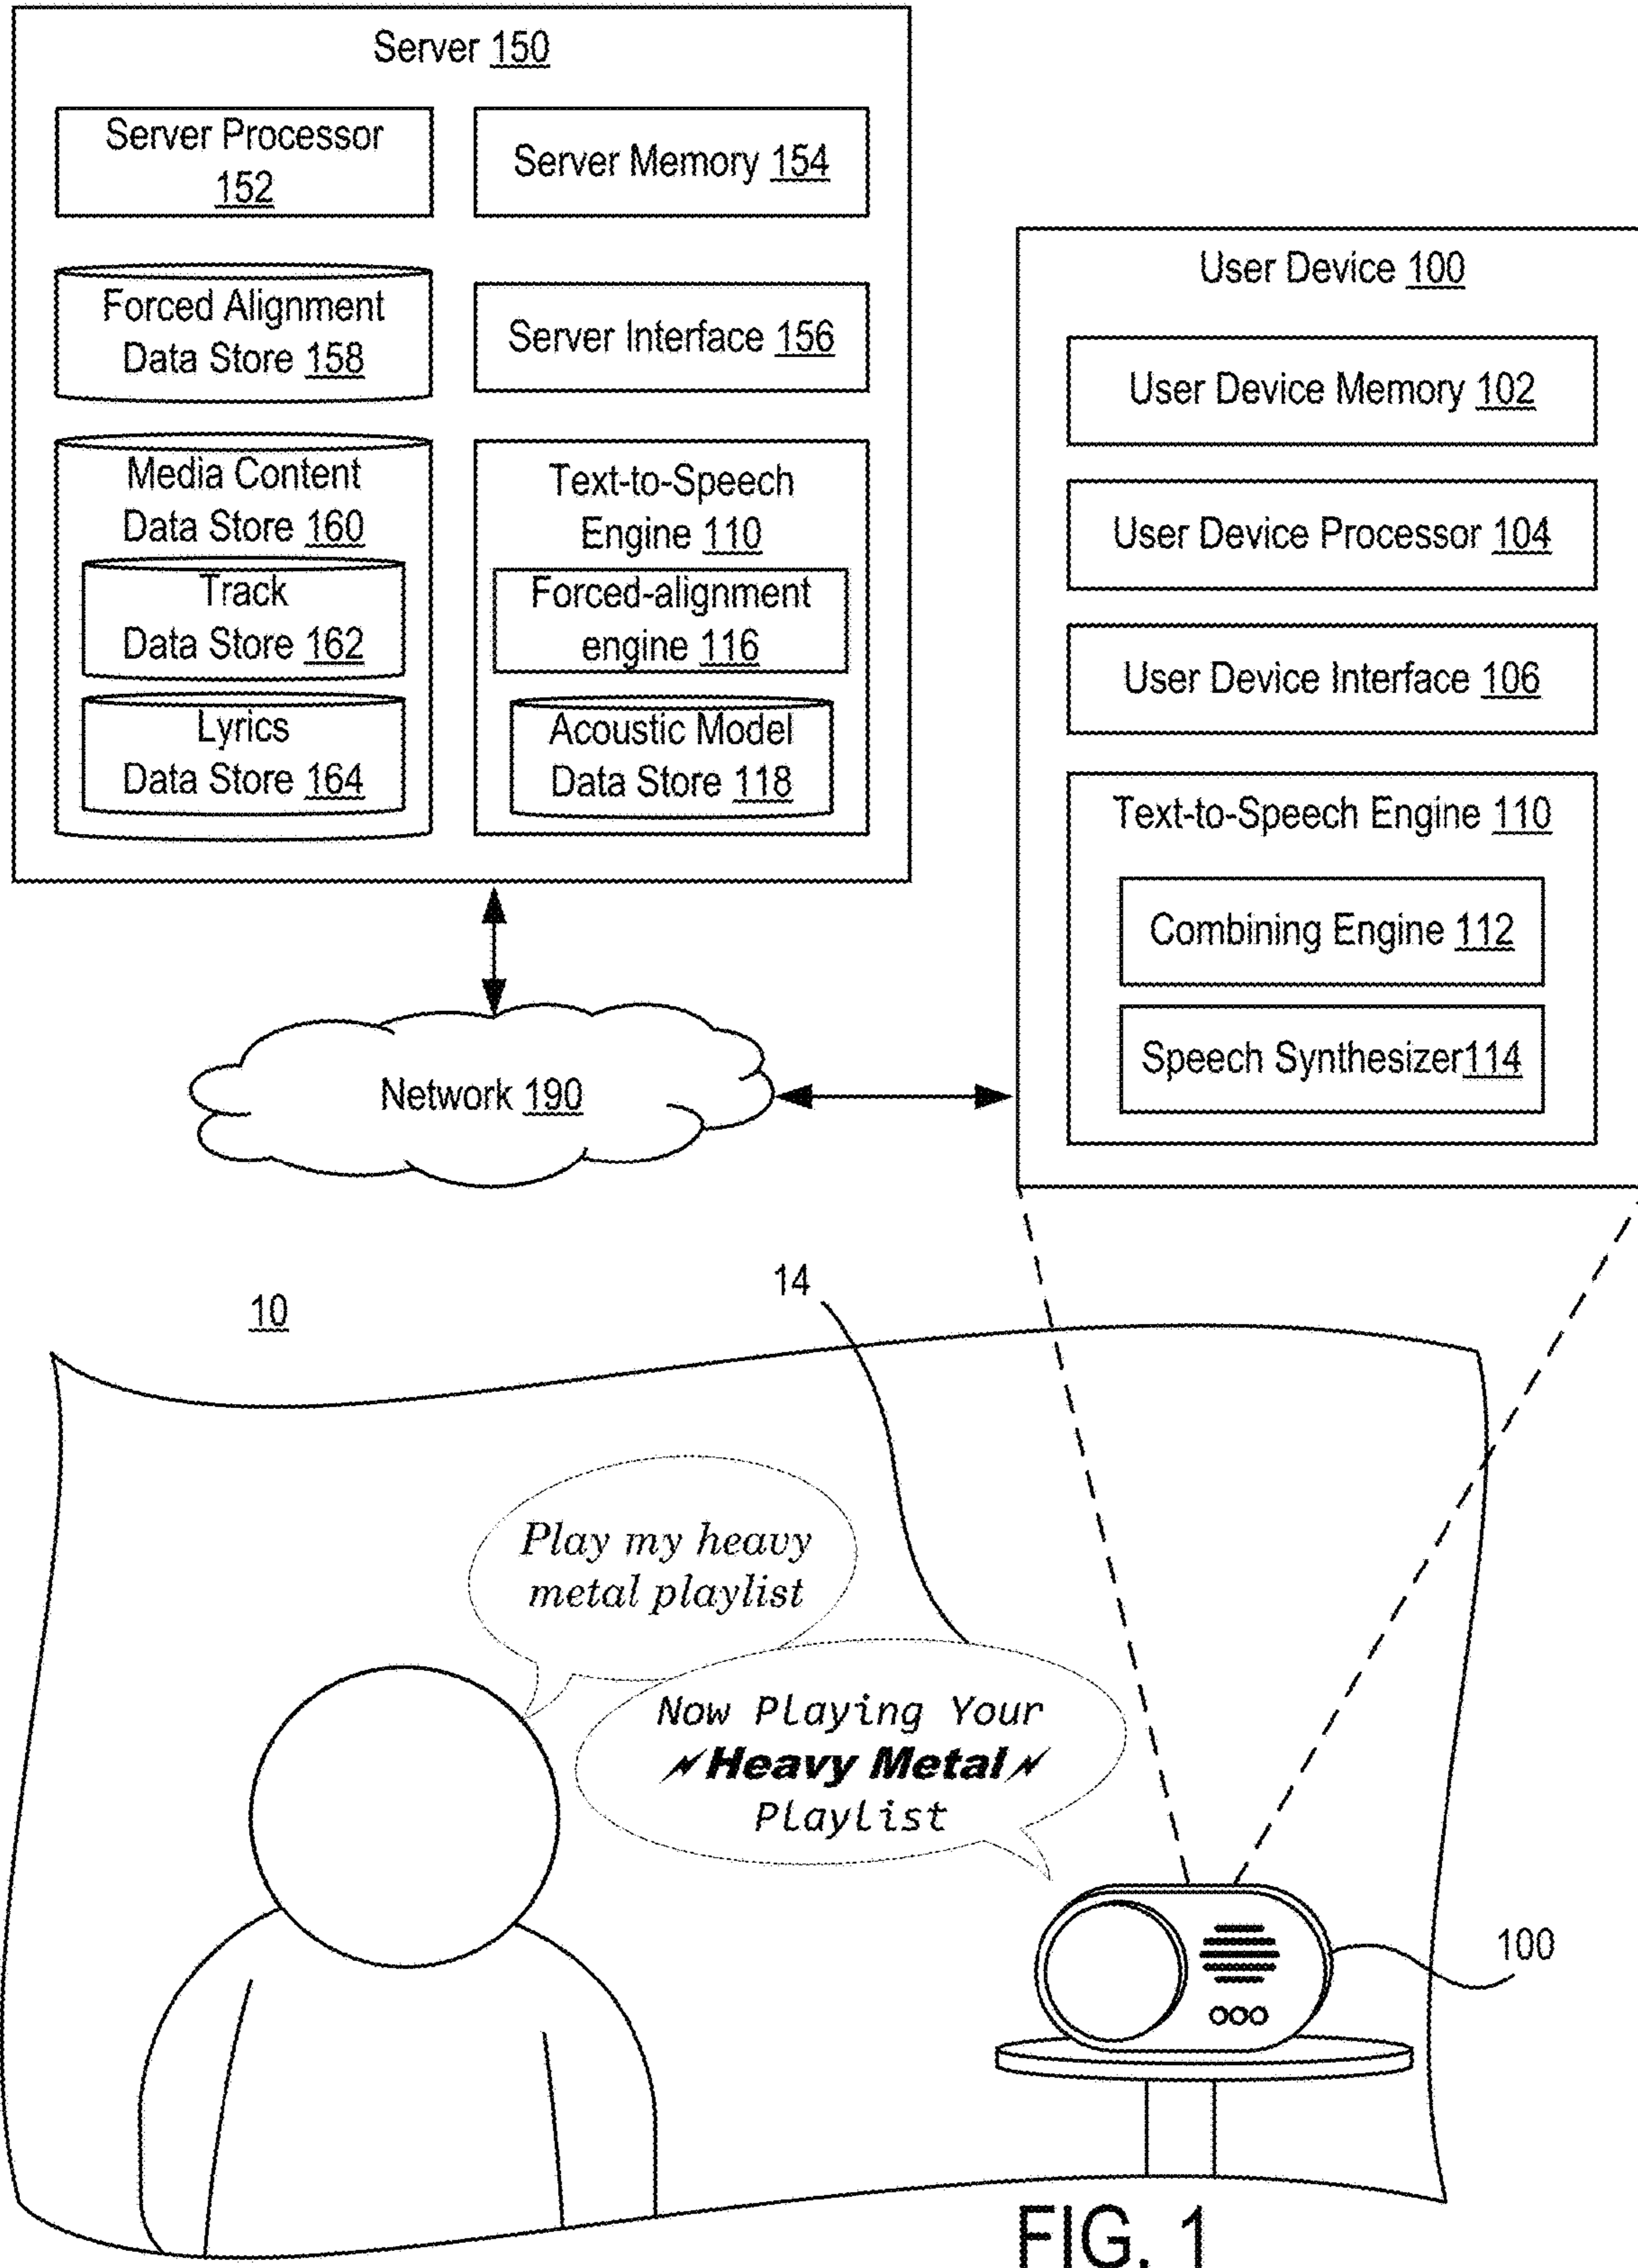 Server 150
Server Processor
152
Server Memory 154
Forced Alignment
Data Store 158
Server Interface 156
Media Content
Data Store 160
Track
Data Store 162
Lyrics
Data Store 164
Text-to-Speech
Engine 110
Forced-alignment
engine 116
Acoustic Model
Data Store 118
User Device 100
User Device Memory 102
User Device Processor 104
User Device Interface 106
Text-to-Speech Engine 110
Combining Engine 112
Speech Synthesizer114
Network 190
14
10
Play my heavy
metal playlist
Now Playing Your
Heavy Metal
Playlist
100
FIG. 1